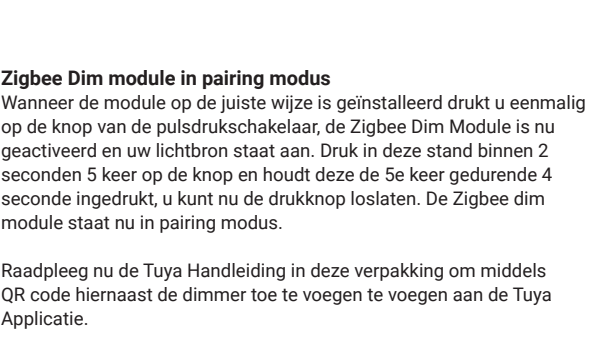 Zigbee Dim module in pairing modus
Wanneer de module op de juiste wijze is geïnstalleerd drukt u eenmalig
op de knop van de pulsdrukschakelaar, de Zigbee Dim Module is nu
geactiveerd en uw lichtbron staat aan. Druk in deze stand binnen 2
seconden 5 keer op de knop en houdt deze de 5e keer gedurende 4
seconde ingedrukt, u kunt nu de drukknop loslaten. De Zigbee dim
module staat nu in pairing modus.
Raadpleeg nu de Tuya Handleiding in deze verpakking om middels
QR code hiernaast de dimmer toe te voegen te voegen aan de Tuya
Applicatie.